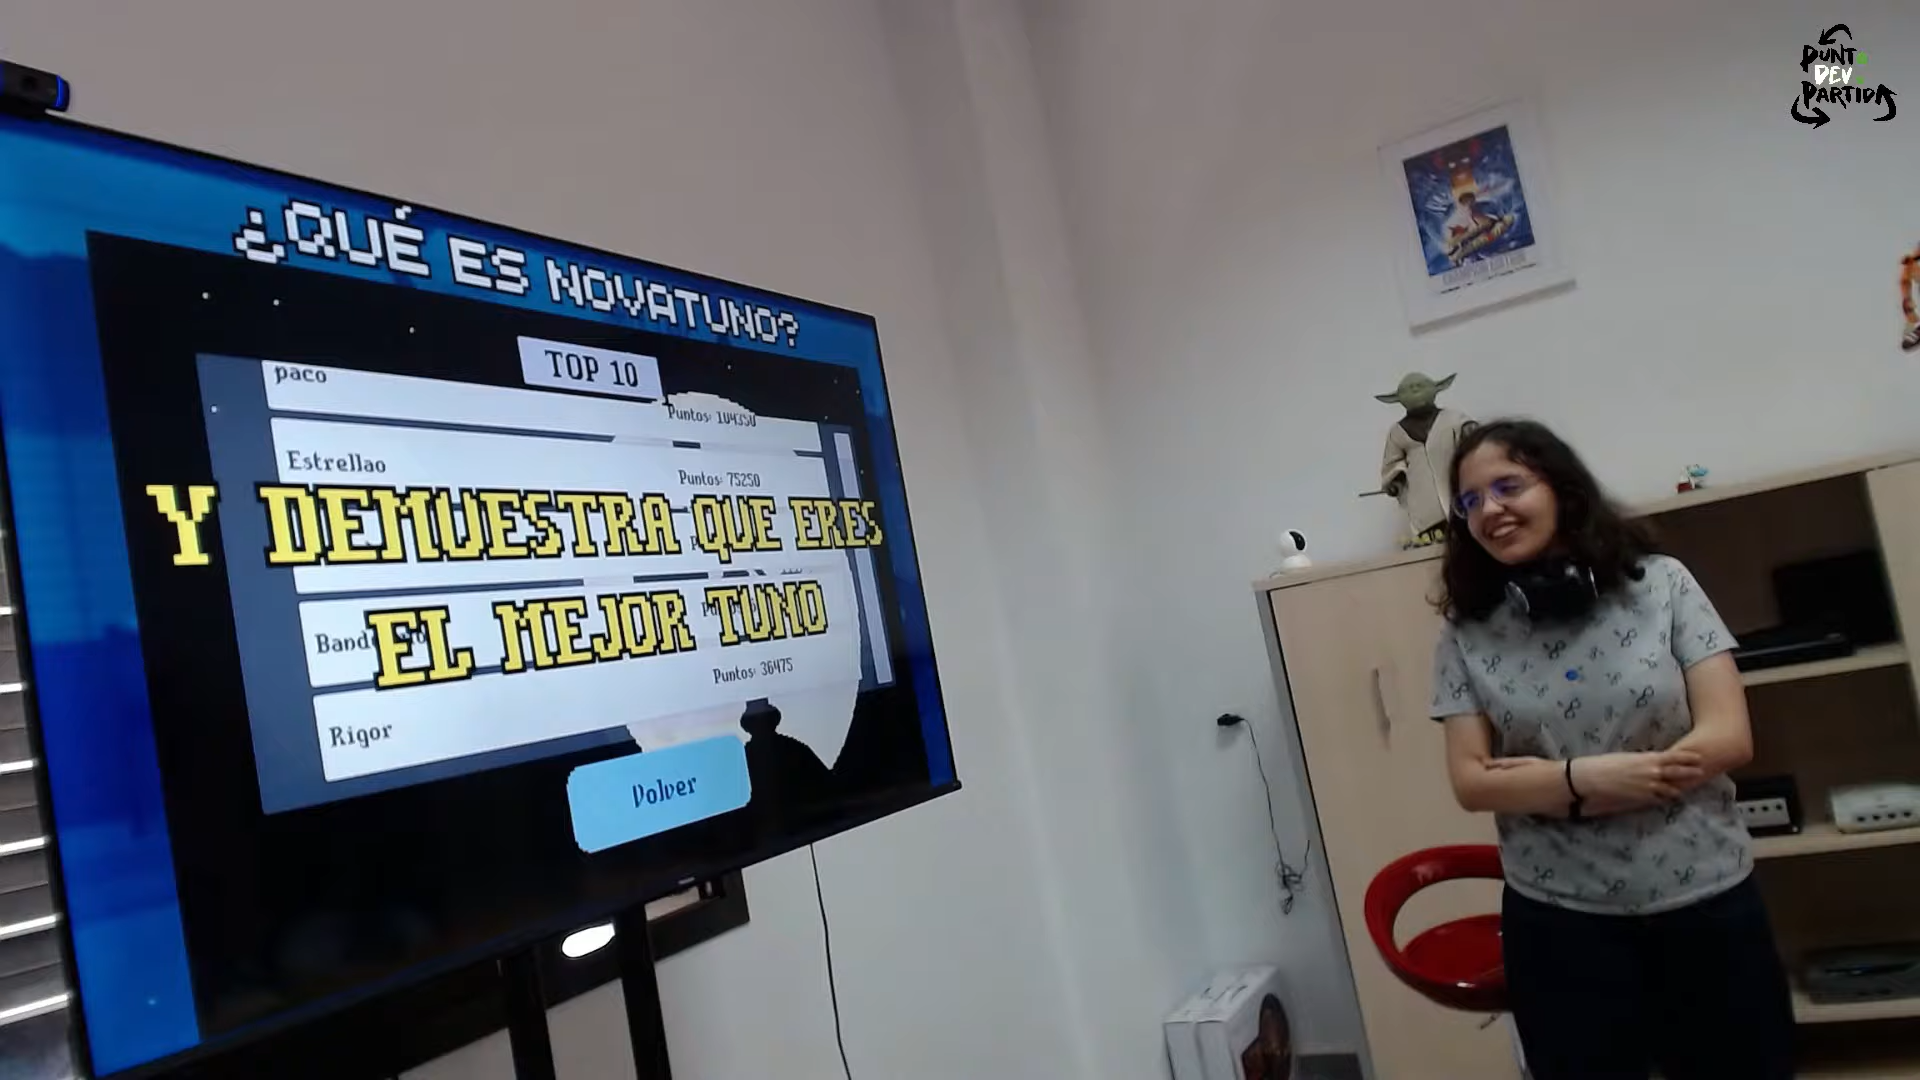 PUNT
DEV
PARTIDA
¿QUÉ ES NOVATUNO?
TOP 10
paco
Puntos: 104350
Estrellao
Puntos: 75250
Y DEMUESTRA QUE ERES
EL MEJOR TUNO
Puntos: 36475
Rigor
Volver